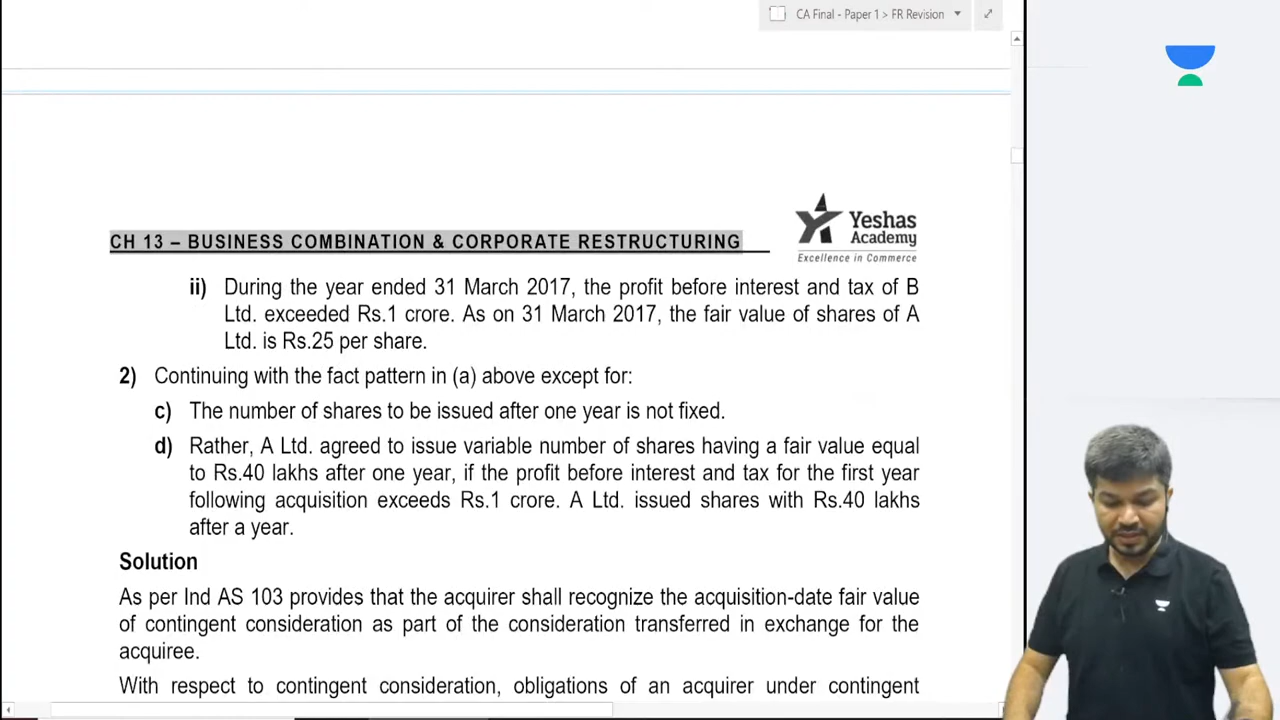 CA Final - Paper 1 > FR Revision
Yeshas
Academy
Excellence in Commerce
CH 13 – BUSINESS COMBINATION & CORPORATE RESTRUCTURING
ii) During the year ended 31 March 2017, the profit before interest and tax of B
Ltd. exceeded Rs.1 crore. As on 31 March 2017, the fair value of shares of A
Ltd. is Rs.25 per share.
2) Continuing with the fact pattern in (a) above except for:
c) The number of shares to be issued after one year is not fixed.
d) Rather, A Ltd. agreed to issue variable number of shares having a fair value equal
to Rs.40 lakhs after one year, if the profit before interest and tax for the first year
following acquisition exceeds Rs.1 crore. A Ltd. issued shares with Rs.40 lakhs
after a year.
Solution
As per Ind AS 103 provides that the acquirer shall recognize the acquisition-date fair value
of contingent consideration as part of the consideration transferred in exchange for the
acquiree.
With respect to contingent consideration, obligations of an acquirer under contingent